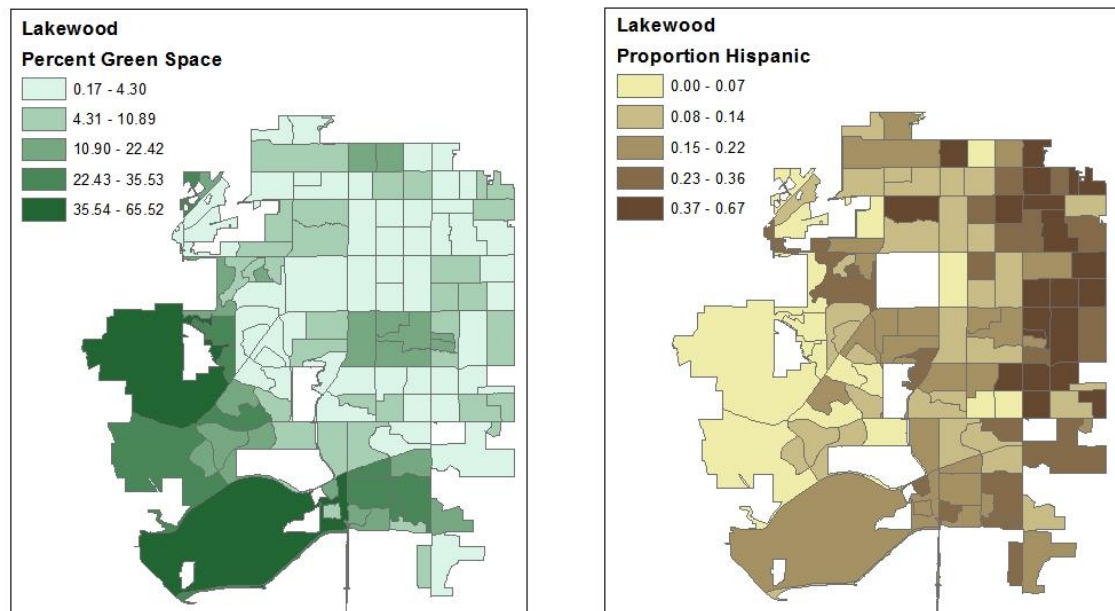 Lakewood
Percent Green Space
0.17 - 4.30
4.31 - 10.89
10.90 - 22.42
22.43 - 35.53
35.54 - 65.52
Lakewood
Proportion Hispanic
0.00 - 0.07
0.08 - 0.14
0.15 - 0.22
0.23 - 0.36
0.37 - 0.67